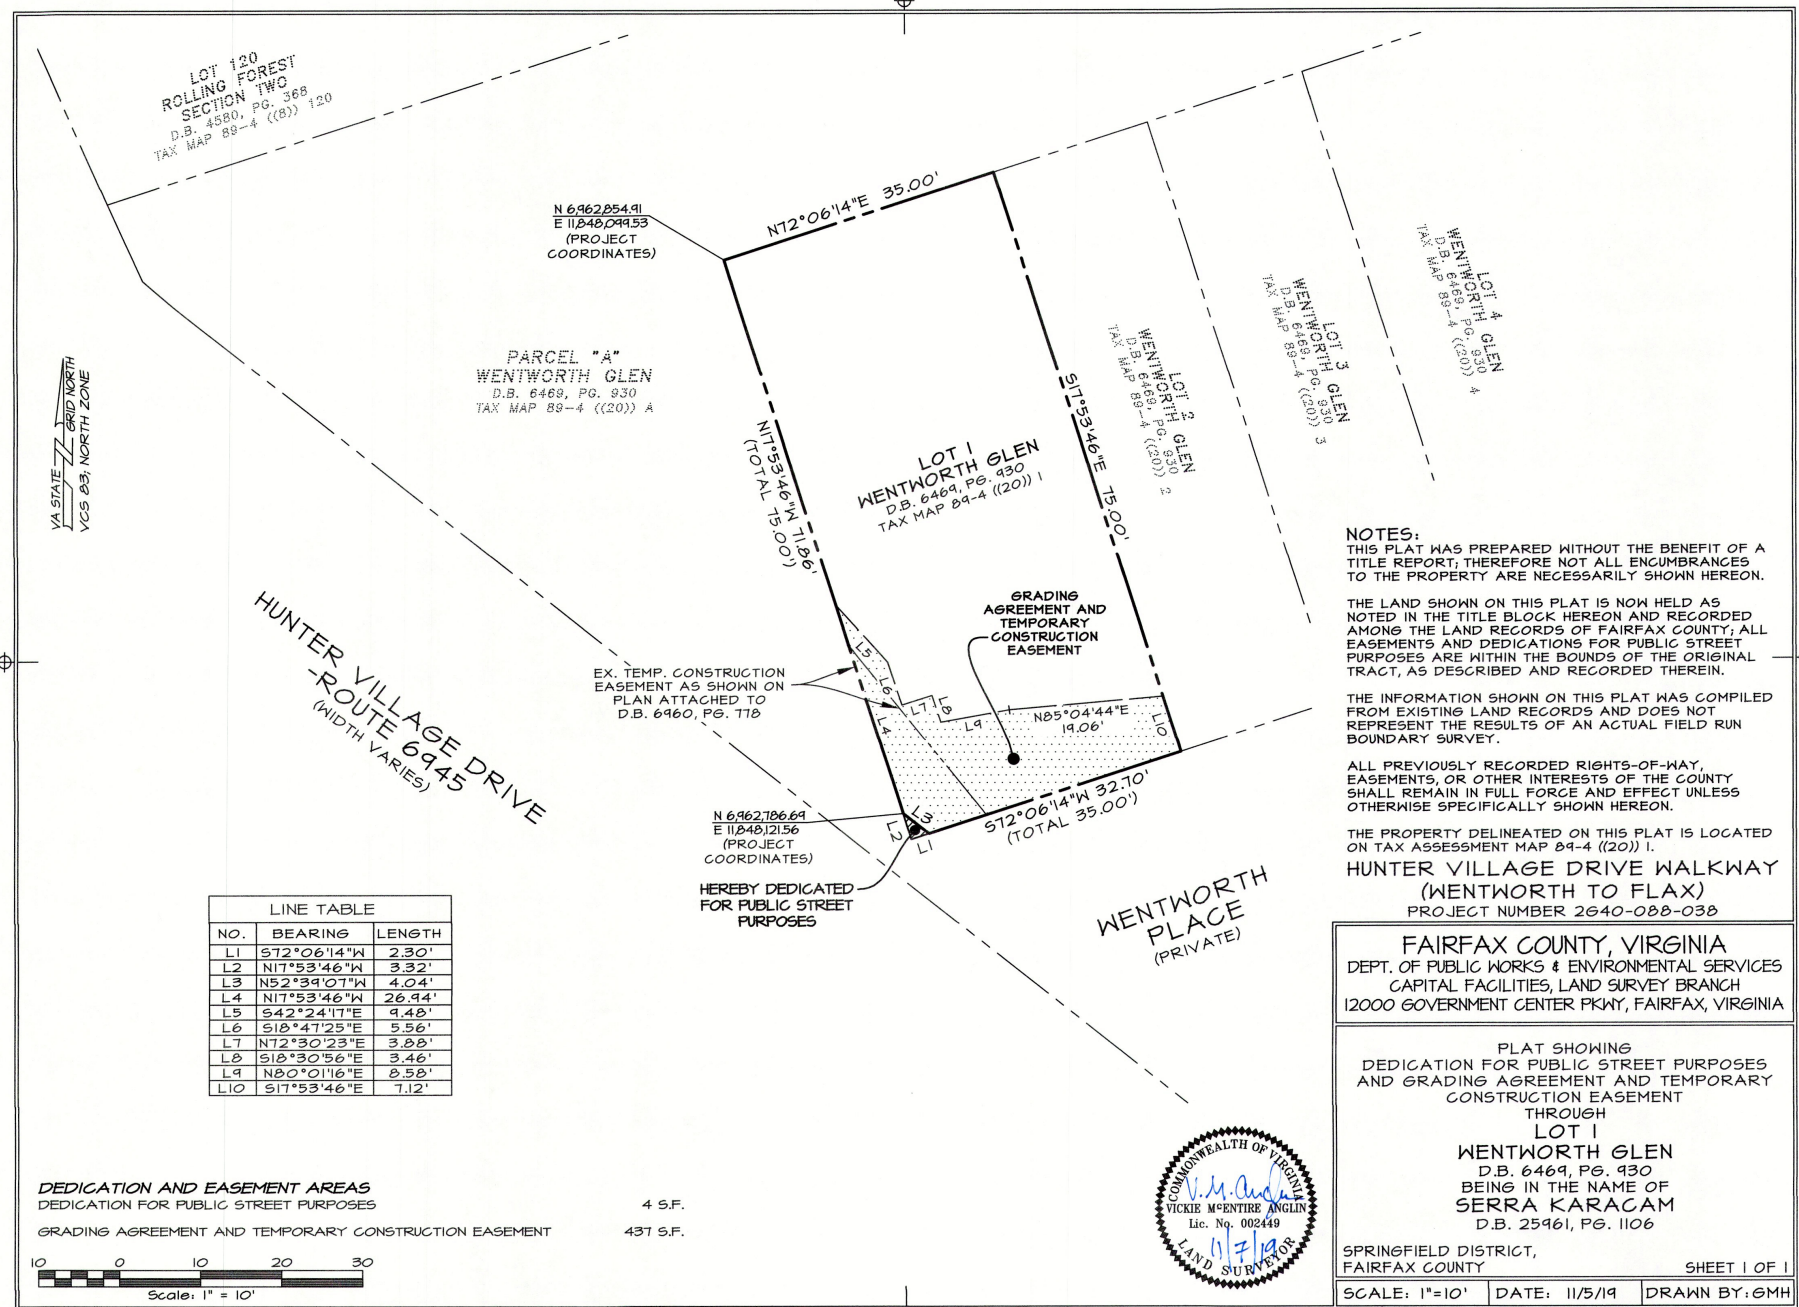 LOT 120
ROLLING FOREST
SECTION TWO
D.B. 4580, PG. 368
TAX MAP 89-4 ((8)) 120
N 6,962,854.91
E 11,848,099.53
(PROJECT
COORDINATES)
N72°06'14"E 35.00'
LOT 4
WENTWORTH GLEN
D.B. 6469, PG. 930
TAX MAP 89-4 ((20)) 4
LOT 3
WENTWORTH GLEN
D.B. 6469, PG. 930
TAX MAP 89-4 ((20)) 3
LOT 2
WENTWORTH GLEN
D.B. 6469, PG. 930
TAX MAP 89-4 ((20)) 2
VA STATE GRID NORTH
VCS 83; NORTH ZONE
PARCEL "A"
WENTWORTH GLEN
D.B. 6469, PG. 930
TAX MAP 89-4 ((20)) A
N17°53'46"W 71.86'
(TOTAL 75.00')
LOT 1
WENTWORTH GLEN
D.B. 6469, PG. 930
TAX MAP 89-4 ((20)) 1
S17°53'46"E 75.00'
HUNTER VILLAGE DRIVE
-ROUTE 6945
(WIDTH VARIES)
GRADING
AGREEMENT AND
TEMPORARY
CONSTRUCTION
EASEMENT
EX. TEMP. CONSTRUCTION
EASEMENT AS SHOWN ON
PLAN ATTACHED TO
D.B. 6960, PG. 778
L5
L6
L7
L8
L9
L4
N85°04'44"E
19.06'
L10
S72°06'14"W 32.70'
(TOTAL 35.00')
N 6,962,786.69
E 11,848,121.56
(PROJECT
COORDINATES)
L3
L2
L1
HEREBY DEDICATED
FOR PUBLIC STREET
PURPOSES
WENTWORTH
PLACE
(PRIVATE)
NOTES:
THIS PLAT WAS PREPARED WITHOUT THE BENEFIT OF A
TITLE REPORT; THEREFORE NOT ALL ENCUMBRANCES
TO THE PROPERTY ARE NECESSARILY SHOWN HEREON.
THE LAND SHOWN ON THIS PLAT IS NOW HELD AS
NOTED IN THE TITLE BLOCK HEREON AND RECORDED
AMONG THE LAND RECORDS OF FAIRFAX COUNTY; ALL
EASEMENTS AND DEDICATIONS FOR PUBLIC STREET
PURPOSES ARE WITHIN THE BOUNDS OF THE ORIGINAL
TRACT, AS DESCRIBED AND RECORDED THEREIN.
THE INFORMATION SHOWN ON THIS PLAT WAS COMPILED
FROM EXISTING LAND RECORDS AND DOES NOT
REPRESENT THE RESULTS OF AN ACTUAL FIELD RUN
BOUNDARY SURVEY.
ALL PREVIOUSLY RECORDED RIGHTS-OF-WAY,
EASEMENTS, OR OTHER INTERESTS OF THE COUNTY
SHALL REMAIN IN FULL FORCE AND EFFECT UNLESS
OTHERWISE SPECIFICALLY SHOWN HEREON.
THE PROPERTY DELINEATED ON THIS PLAT IS LOCATED
ON TAX ASSESSMENT MAP 89-4 ((20)) 1.
HUNTER VILLAGE DRIVE WALKWAY
(WENTWORTH TO FLAX)
PROJECT NUMBER 2G40-088-038
FAIRFAX COUNTY, VIRGINIA
DEPT. OF PUBLIC WORKS & ENVIRONMENTAL SERVICES
CAPITAL FACILITIES, LAND SURVEY BRANCH
12000 GOVERNMENT CENTER PKWY, FAIRFAX, VIRGINIA
PLAT SHOWING
DEDICATION FOR PUBLIC STREET PURPOSES
AND GRADING AGREEMENT AND TEMPORARY
CONSTRUCTION EASEMENT
THROUGH
LOT 1
WENTWORTH GLEN
D.B. 6469, PG. 930
BEING IN THE NAME OF
SERRA KARACAM
D.B. 25961, PG. 1106
SPRINGFIELD DISTRICT,
FAIRFAX COUNTY SHEET 1 OF 1
SCALE: 1"=10' DATE: 11/5/19 DRAWN BY: GMH
LINE TABLE
NO. BEARING LENGTH
L1 S72°06'14"W 2.30'
L2 N17°53'46"W 3.32'
L3 N52°39'07"W 4.04'
L4 N17°53'46"W 26.94'
L5 S42°24'17"E 9.48'
L6 S18°47'25"E 5.56'
L7 N72°30'23"E 3.88'
L8 S18°30'56"E 3.46'
L9 N80°01'16"E 8.58'
L10 S17°53'46"E 7.12'
DEDICATION AND EASEMENT AREAS
DEDICATION FOR PUBLIC STREET PURPOSES 4 S.F.
GRADING AGREEMENT AND TEMPORARY CONSTRUCTION EASEMENT 437 S.F.
10 0 10 20 30
Scale: 1" = 10'
COMMONWEALTH OF VIRGINIA
V.M. Anglin
VICKIE McENTIRE ANGLIN
Lic. No. 002449
11/7/19
LAND SURVEYOR